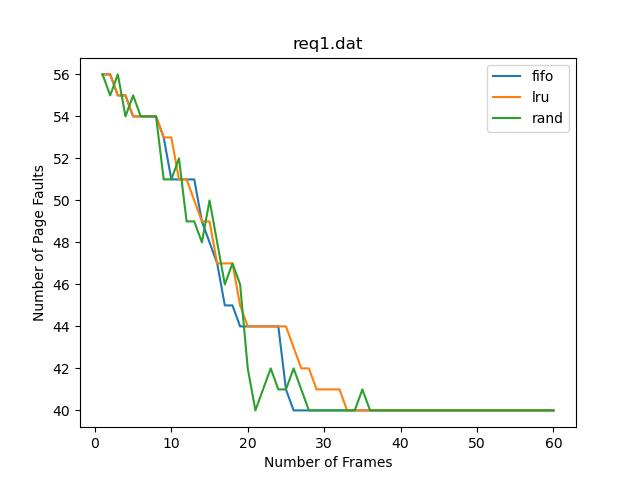 req1.dat
fifo
lru
rand
Number of Page Faults
56
54
52
50
48
46
44
42
40
0 10 20 30 40 50 60
Number of Frames